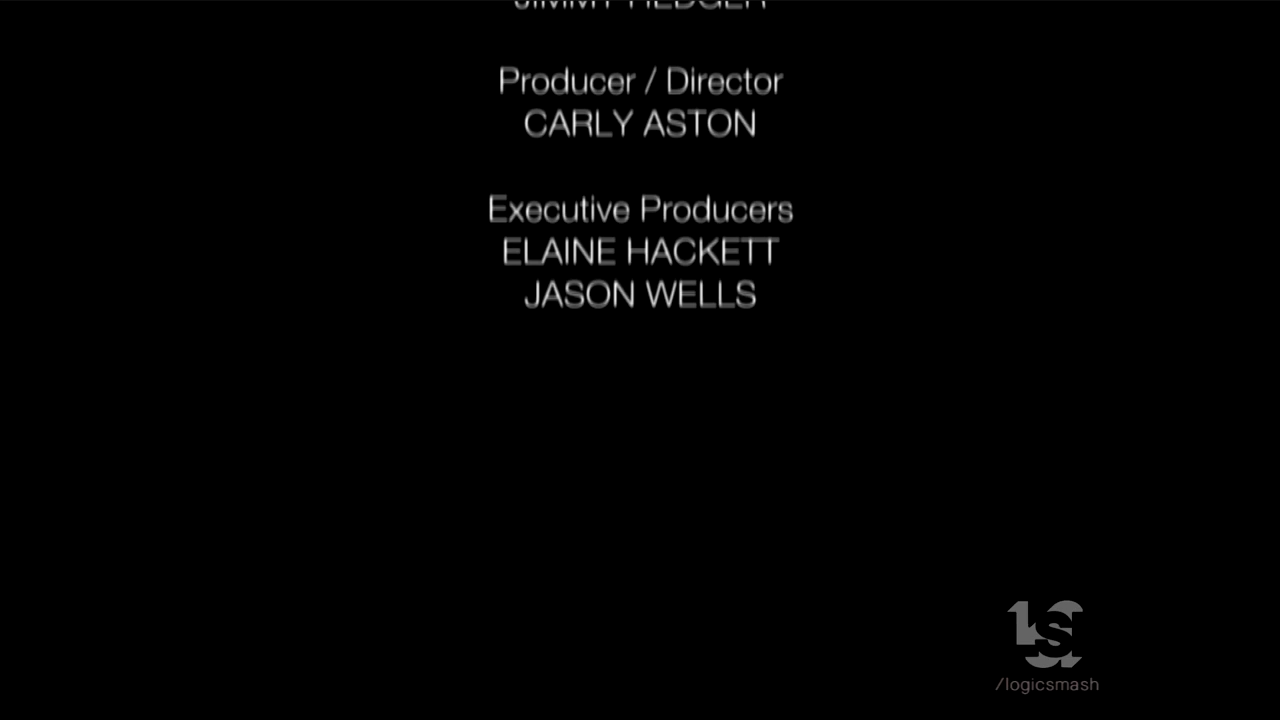 Producer / Director
CARLY ASTON
Executive Producers
ELAINE HACKETT
JASON WELLS
/logicsmash